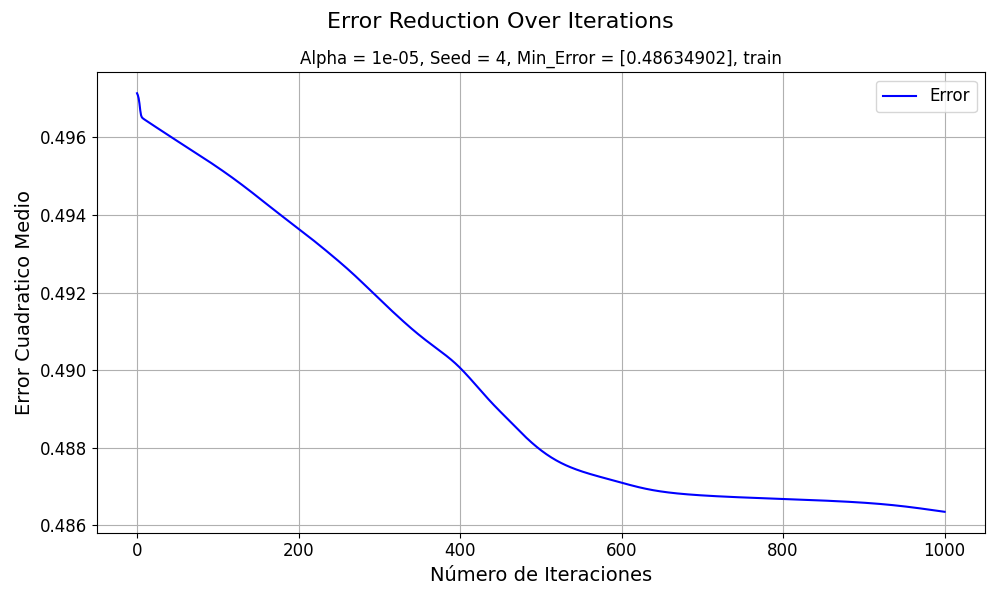 Error Reduction Over Iterations
Alpha = 1e-05, Seed = 4, Min_Error = [0.48634902], train
Error
0.496
0.494
0.492
0.490
0.488
0.486
Error Cuadratico Medio
0 200 400 600 800 1000
Número de Iteraciones